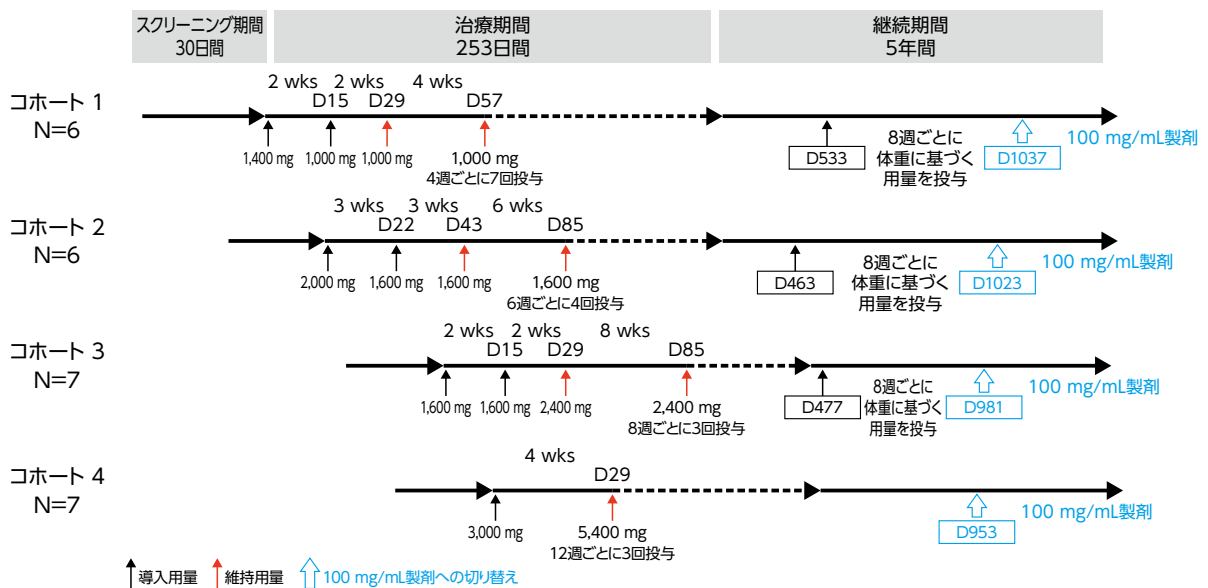 スクリーニング期間
30日間
治療期間
253日間
継続期間
5年間
コホート 1
N=6
2 wks 2 wks 4 wks
D15 D29 D57
1,400 mg 1,000 mg 1,000 mg 1,000 mg
4週ごとに7回投与
D533
8週ごとに
体重に基づく
用量を投与
D1037
100 mg/mL製剤
コホート 2
N=6
3 wks 3 wks 6 wks
D22 D43 D85
2,000 mg 1,600 mg 1,600 mg 1,600 mg
6週ごとに4回投与
D463
8週ごとに
体重に基づく
用量を投与
D1023
100 mg/mL製剤
コホート 3
N=7
2 wks 2 wks 8 wks
D15 D29 D85
1,600 mg 1,600 mg 2,400 mg 2,400 mg
8週ごとに3回投与
D477
8週ごとに
体重に基づく
用量を投与
D981
100 mg/mL製剤
コホート 4
N=7
4 wks
D29
3,000 mg 5,400 mg
12週ごとに3回投与
D953
100 mg/mL製剤
導入用量 維持用量 100 mg/mL製剤への切り替え